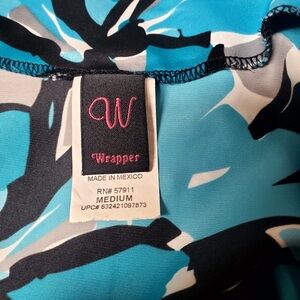 W
Wrapper
MADE IN MEXICO
RN# 57911
MEDIUM
UPC# 632421097873